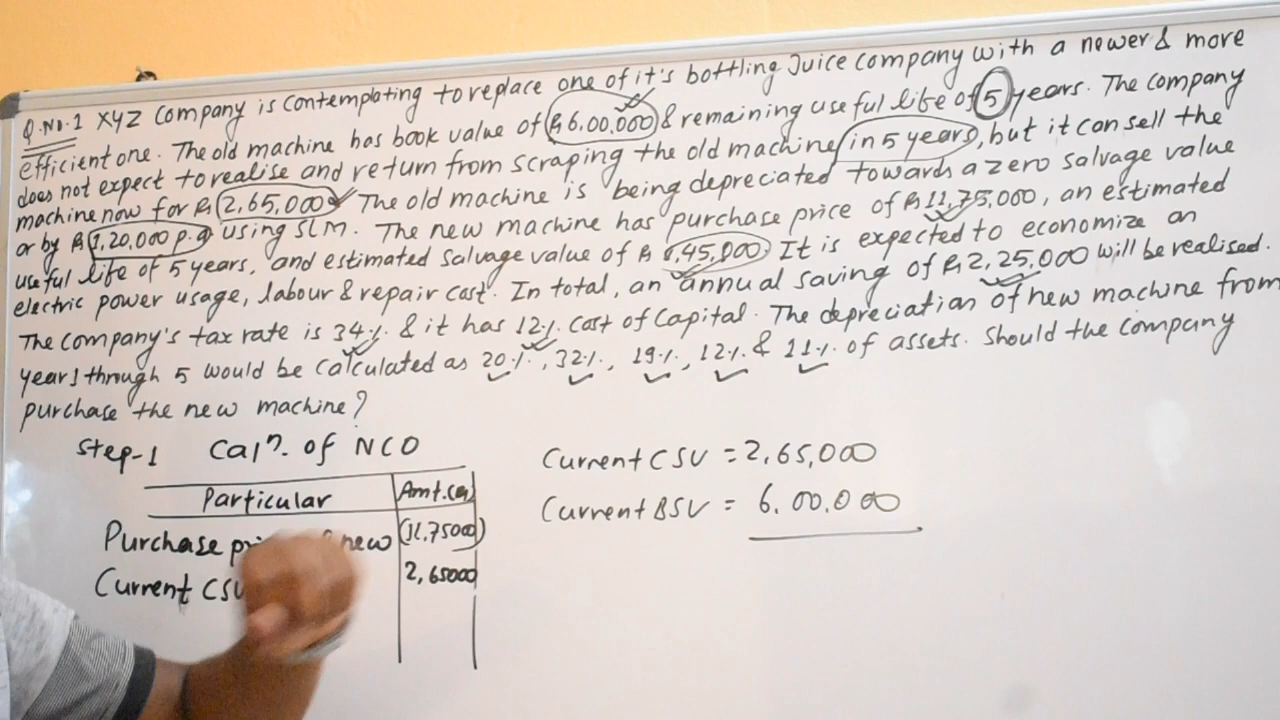 Q.No.1 XYZ Company is Contemplating to replace one of it's bottling Juice company with a newer & more
efficient one. The old machine has book value of ₨ 6,00,000 & remaining useful life of 5 years. The company
does not expect to realise and return from scraping the old machine in 5 years, but it can sell the
machine now for ₨ 2,65,000. The old machine is being depreciated towards a zero salvage value
or by ₨ 1,20,000 p.a using SLM. The new machine has purchase price of ₨ 11,75,000, an estimated
useful life of 5 years, and estimated salvage value of ₨ 1,45,000. It is expected to economize an
electric power usage, labour & repair cost. In total, an annual saving of ₨ 2,25,000 will be realised.
The company's tax rate is 34%. & it has 12%. cost of Capital. The depreciation of new machine from
year 1 through 5 would be calculated as 20%, 32%, 19%, 12% & 11% of assets. Should the company
purchase the new machine?
Step-1 Caln. of NCO
Particular Amt.(₨)
Purchase new (11,75000)
Current CSV 2,65000
Current CSV = 2,65,000
Current BSV = 6,00,000